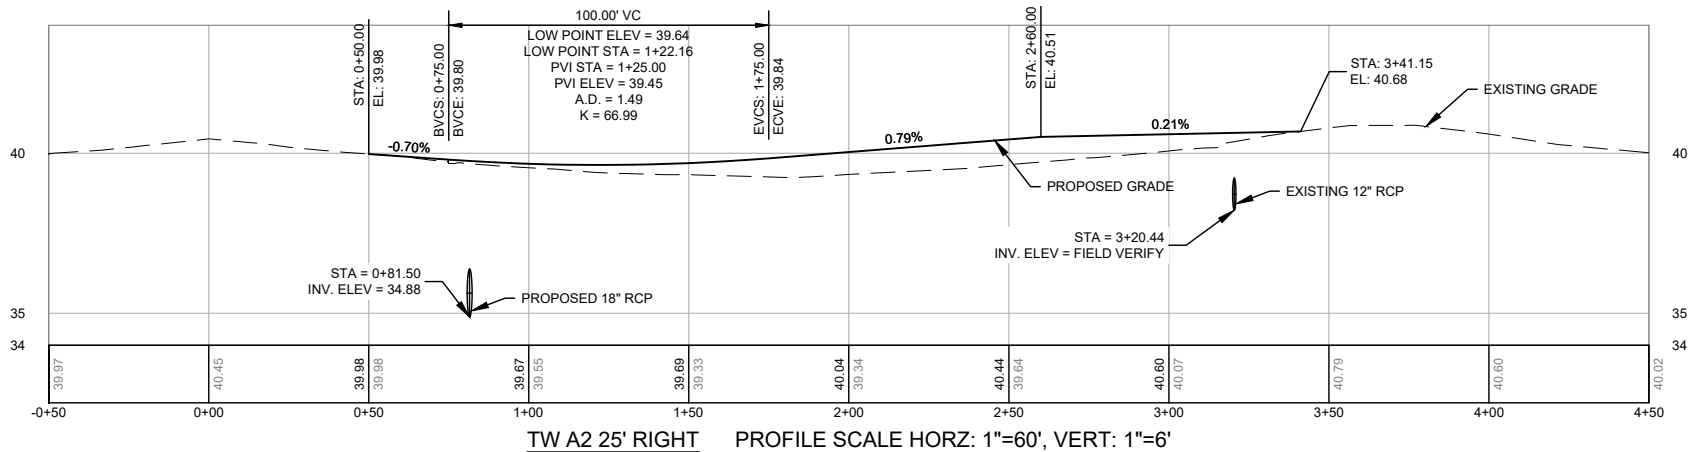 100.00' VC
LOW POINT ELEV = 39.64
LOW POINT STA = 1+22.16
PVI STA = 1+25.00
PVI ELEV = 39.45
A.D. = 1.49
K = 66.99
STA: 0+50.00
EL: 39.98
BVCS: 0+75.00
BVCE: 39.80
EVCS: 1+75.00
ECVE: 39.84
STA: 2+60.00
EL: 40.51
STA: 3+41.15
EL: 40.68
EXISTING GRADE
-0.70%
0.79%
0.21%
40
40
PROPOSED GRADE
EXISTING 12" RCP
STA = 3+20.44
INV. ELEV = FIELD VERIFY
STA = 0+81.50
INV. ELEV = 34.88
PROPOSED 18" RCP
35
35
34
34
39.97
40.45
39.98
39.98
39.67
39.55
39.69
39.33
40.04
39.34
40.44
39.64
40.60
40.07
40.79
40.60
40.02
-0+50
0+00
0+50
1+00
1+50
2+00
2+50
3+00
3+50
4+00
4+50
TW A2 25' RIGHT PROFILE SCALE HORZ: 1"=60', VERT: 1"=6'